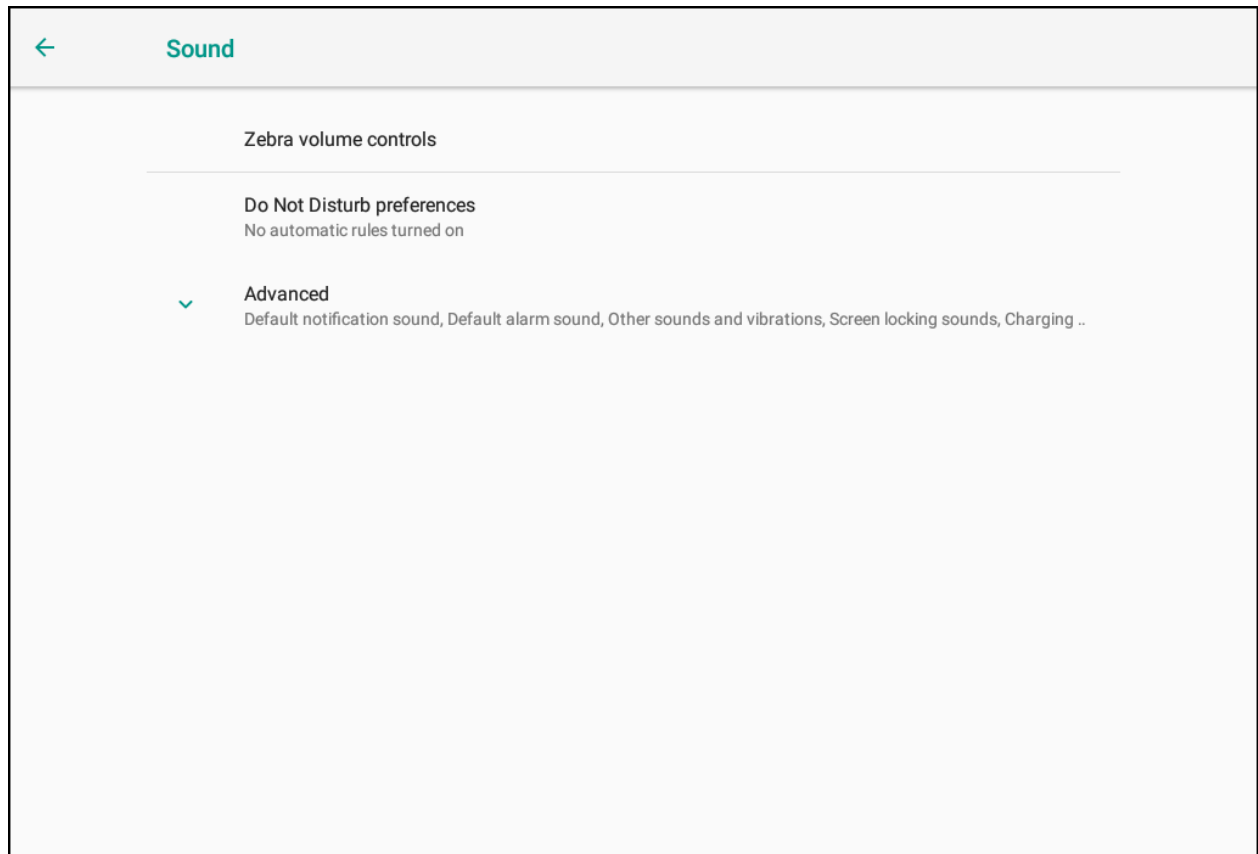 Sound
Zebra volume controls
Do Not Disturb preferences
No automatic rules turned on
Advanced
Default notification sound, Default alarm sound, Other sounds and vibrations, Screen locking sounds, Charging ..